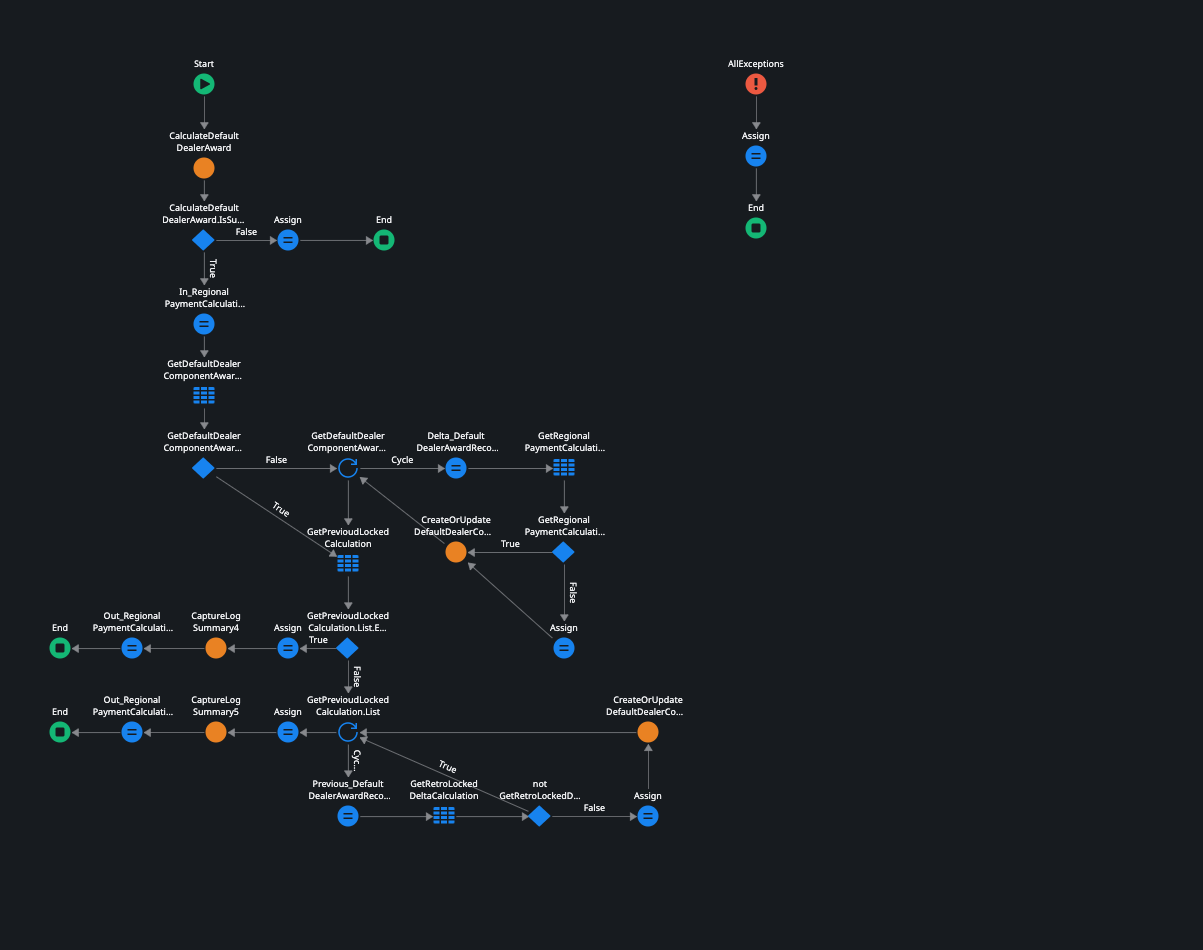 Start
AllExceptions
CalculateDefault
DealerAward
Assign
CalculateDefault
DealerAward.IsSu...
False
Assign
End
End
True
In_Regional
PaymentCalculati...
GetDefaultDealer
ComponentAwar...
GetDefaultDealer
ComponentAwar...
False
GetDefaultDealer
ComponentAwar...
Cycle
Delta_Default
DealerAwardReco...
GetRegional
PaymentCalculati...
True
GetPrevioudLocked
Calculation
CreateOrUpdate
DefaultDealerCo...
True
GetRegional
PaymentCalculati...
False
End
Out_Regional
PaymentCalculati...
CaptureLog
Summary4
Assign
True
GetPrevioudLocked
Calculation.List.E...
Assign
False
End
Out_Regional
PaymentCalculati...
CaptureLog
Summary5
Assign
GetPrevioudLocked
Calculation.List
CreateOrUpdate
DefaultDealerCo...
Cyc...
True
Previous_Default
DealerAwardReco...
GetRetroLocked
DeltaCalculation
not
GetRetroLockedD...
False
Assign